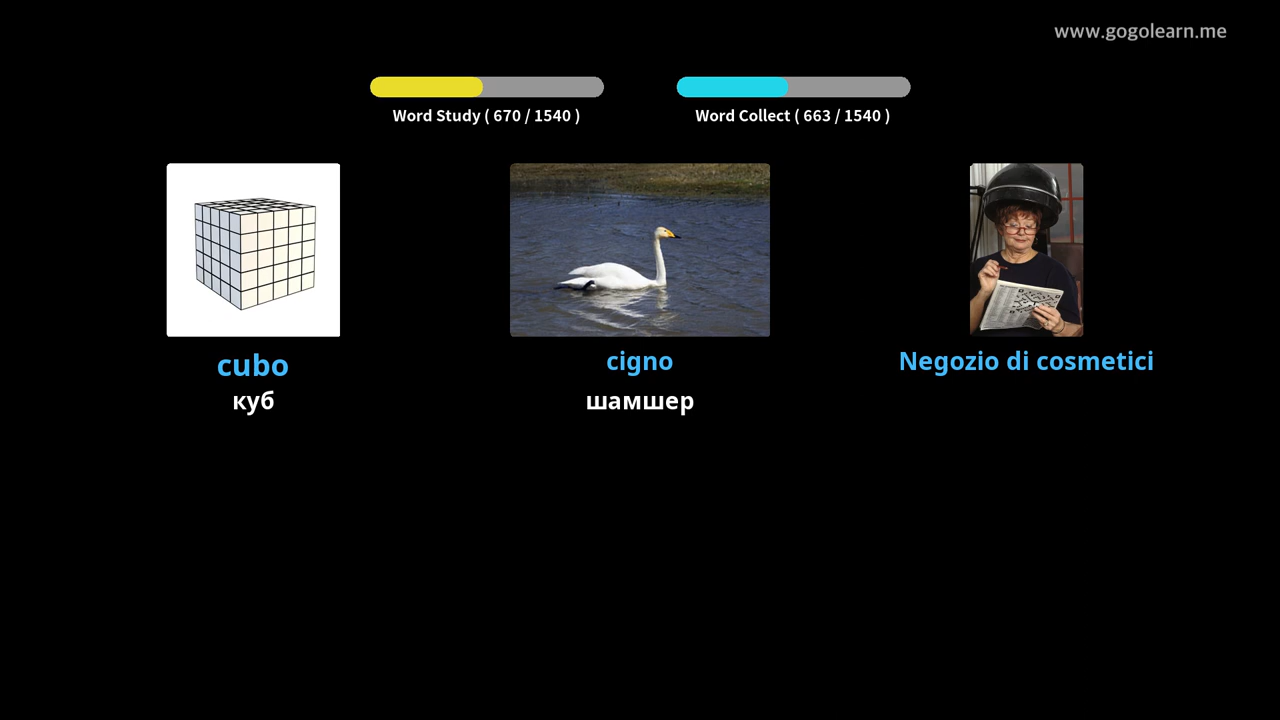 www.gogolearn.me
Word Study ( 670 / 1540 )
Word Collect ( 663 / 1540 )
cubo
cigno
Negozio di cosmetici
куб
шамшер